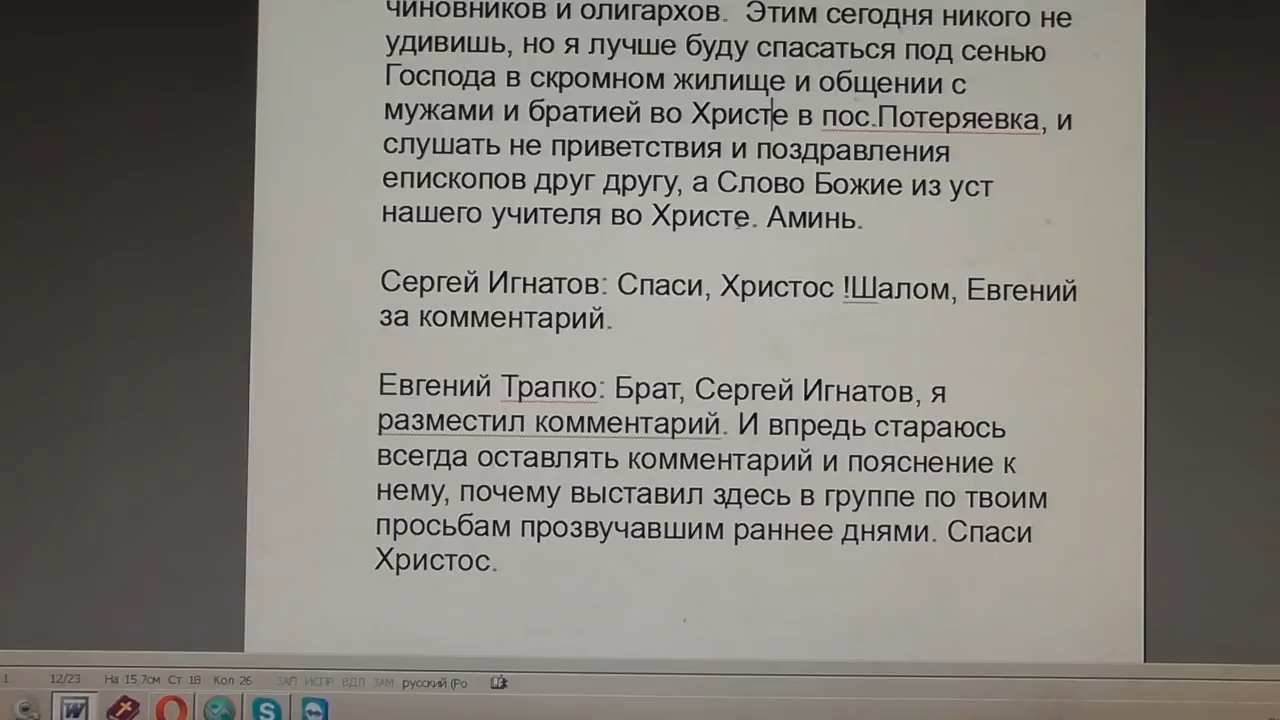 чиновников и олигархов.  Этим сегодня никого не
удивишь, но я лучше буду спасаться под сенью
Господа в скромном жилище и общении с
мужами и братией во Христе в пос.Потеряевка, и
слушать не приветствия и поздравления
епископов друг другу, а Слово Божие из уст
нашего учителя во Христе. Аминь.
Сергей Игнатов: Спаси, Христос !Шалом, Евгений
за комментарий.
Евгений Трапко: Брат, Сергей Игнатов, я
разместил комментарий. И впредь стараюсь
всегда оставлять комментарий и пояснение к
нему, почему выставил здесь в группе по твоим
просьбам прозвучавшим раннее днями. Спаси
Христос.
1 12/23 На 15,7см Ст 18 Кол 26 ЗАП ИСПР ВДЛ ЗАМ русский (Ро
W S